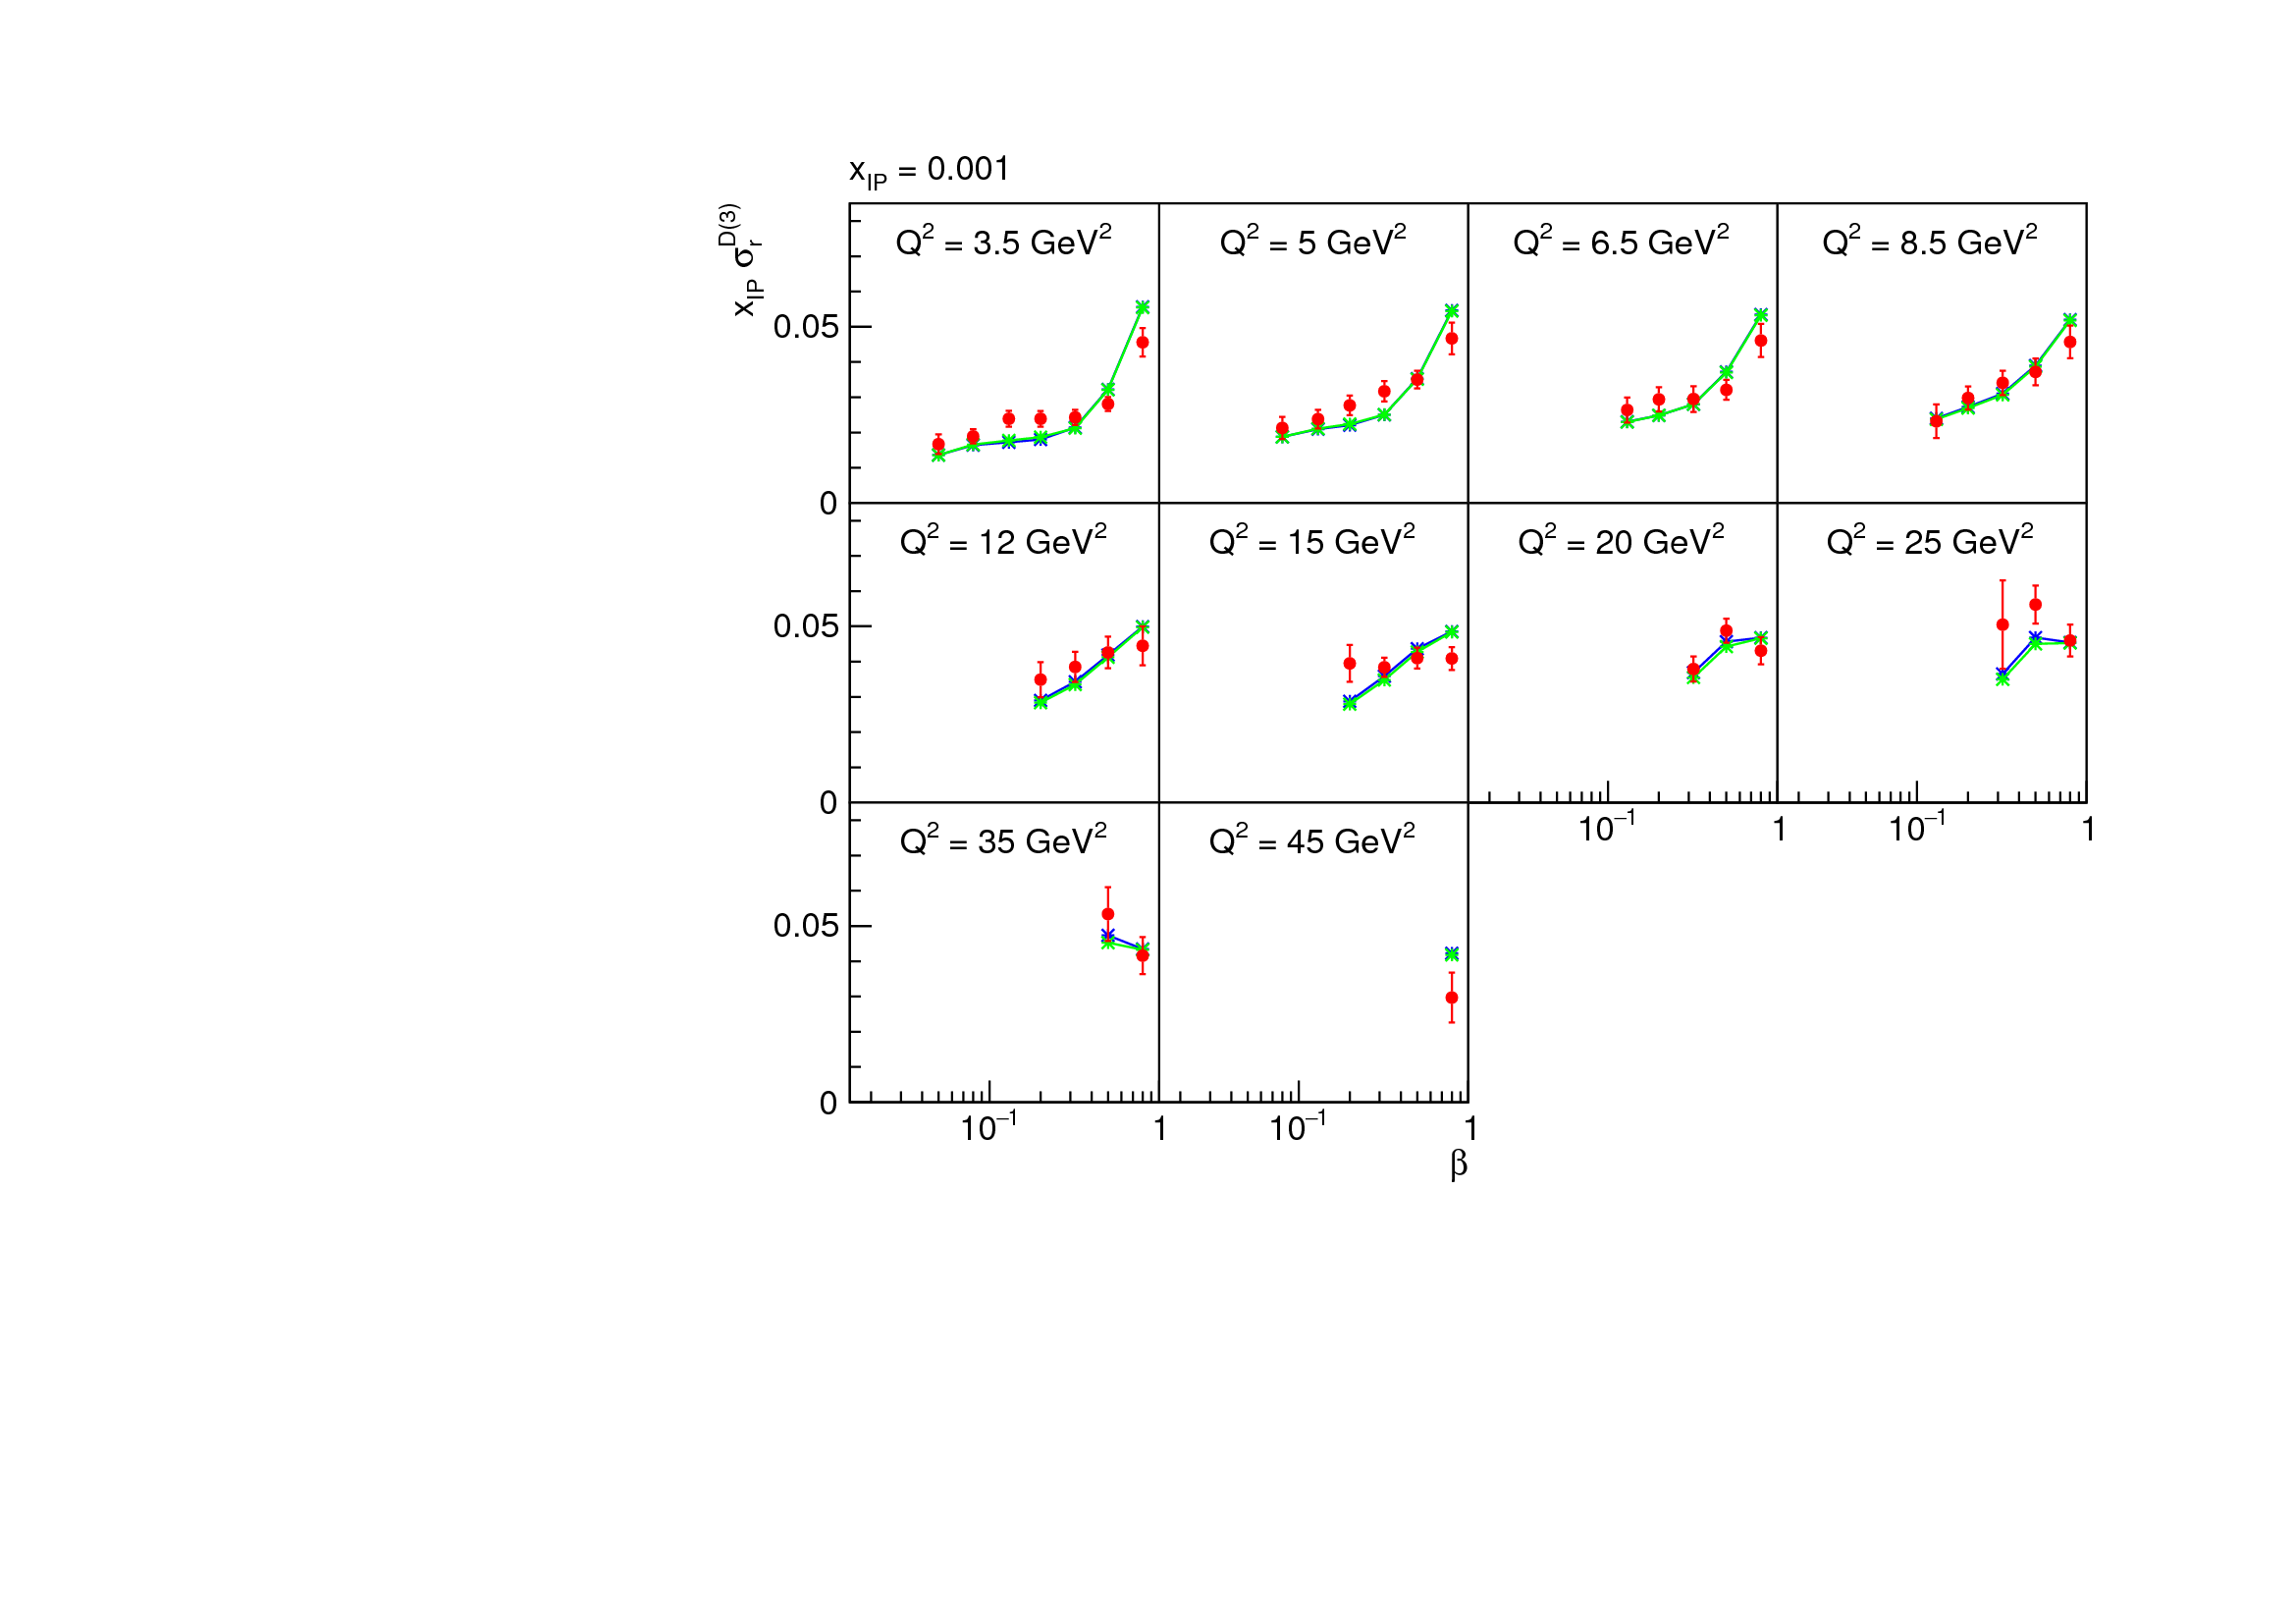 x_IP = 0.001
x_IP σ_r^D(3)
Q² = 3.5 GeV²
Q² = 5 GeV²
Q² = 6.5 GeV²
Q² = 8.5 GeV²
0.05
0
Q² = 12 GeV²
Q² = 15 GeV²
Q² = 20 GeV²
Q² = 25 GeV²
0.05
0
10⁻¹ 1
10⁻¹ 1
Q² = 35 GeV²
Q² = 45 GeV²
0.05
0
10⁻¹ 1
10⁻¹ 1
β